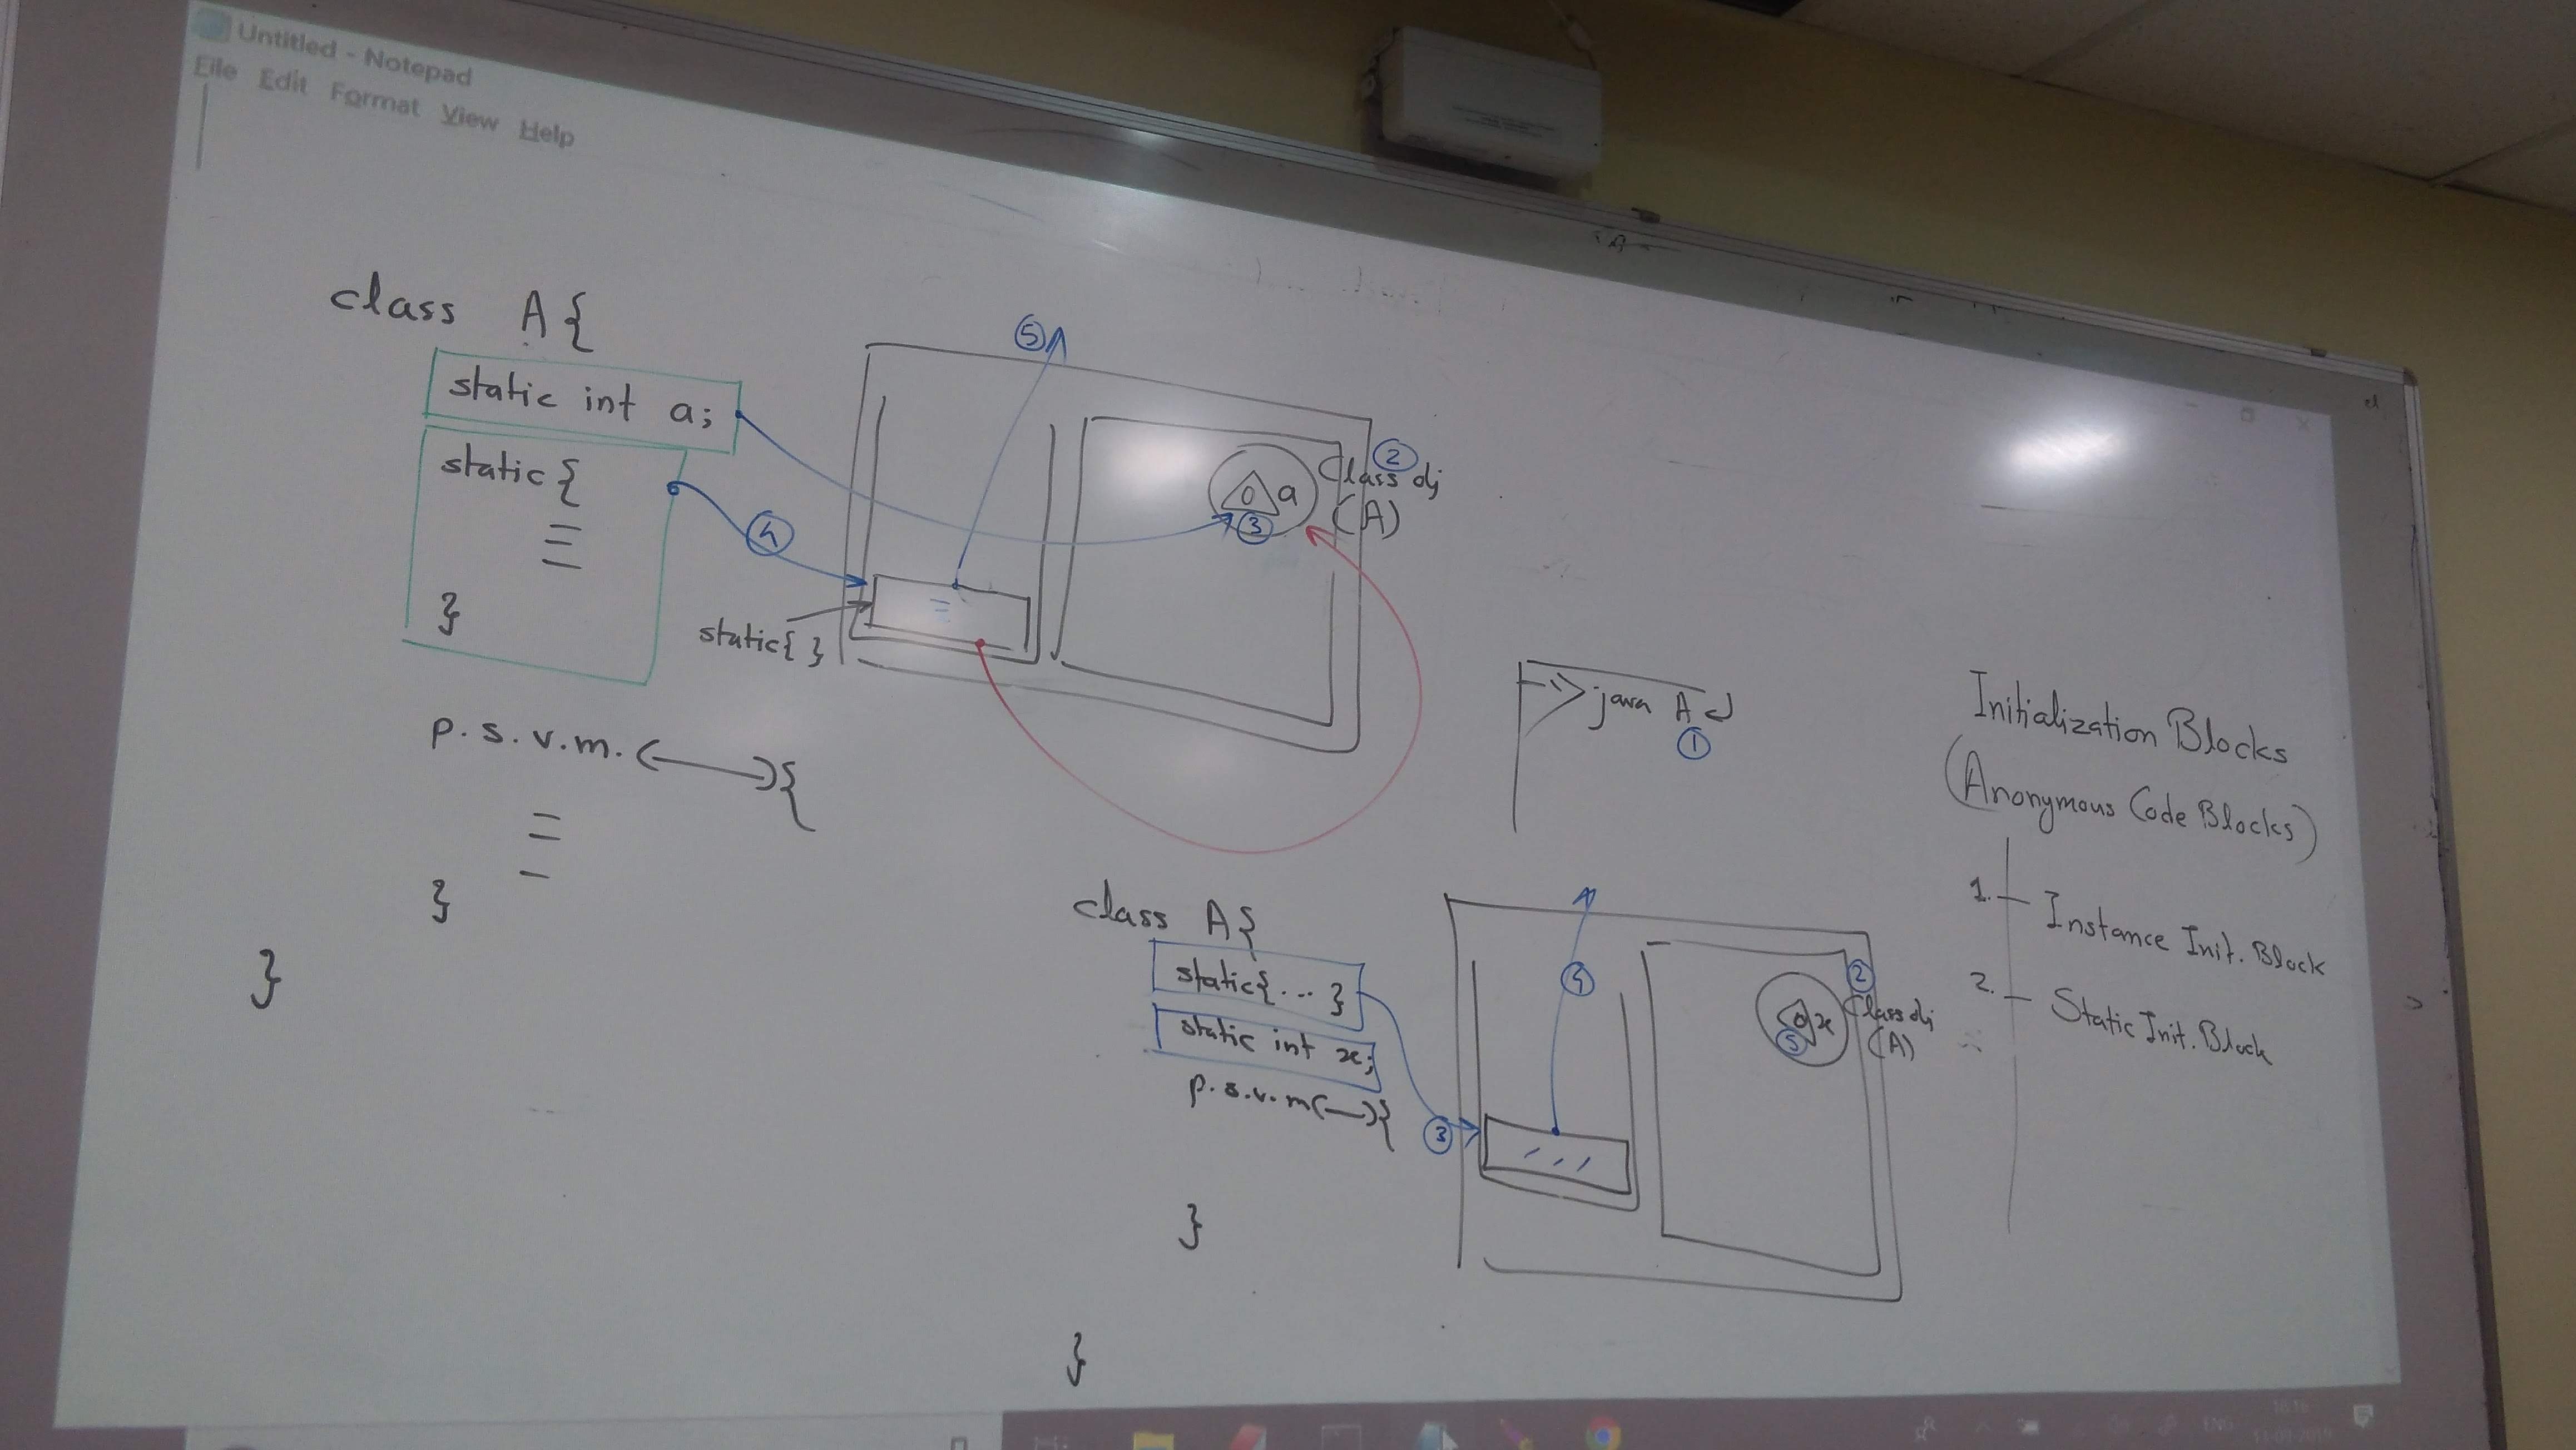 Untitled - Notepad
File Edit Format View Help
class A{
static int a;
static {
}
p.s.v.m.( ){
}
}
5
4
static{ }
0 a
3
2
Class obj
(A)
> java A
1
class A{
static{... }
static int x;
p.s.v.m( ){
}
}
4
3
0 x
5
2
Class obj
(A)
Initialization Blocks
(Anonymous Code Blocks)
1. Instance Init. Block
2. Static Init. Block
ENG